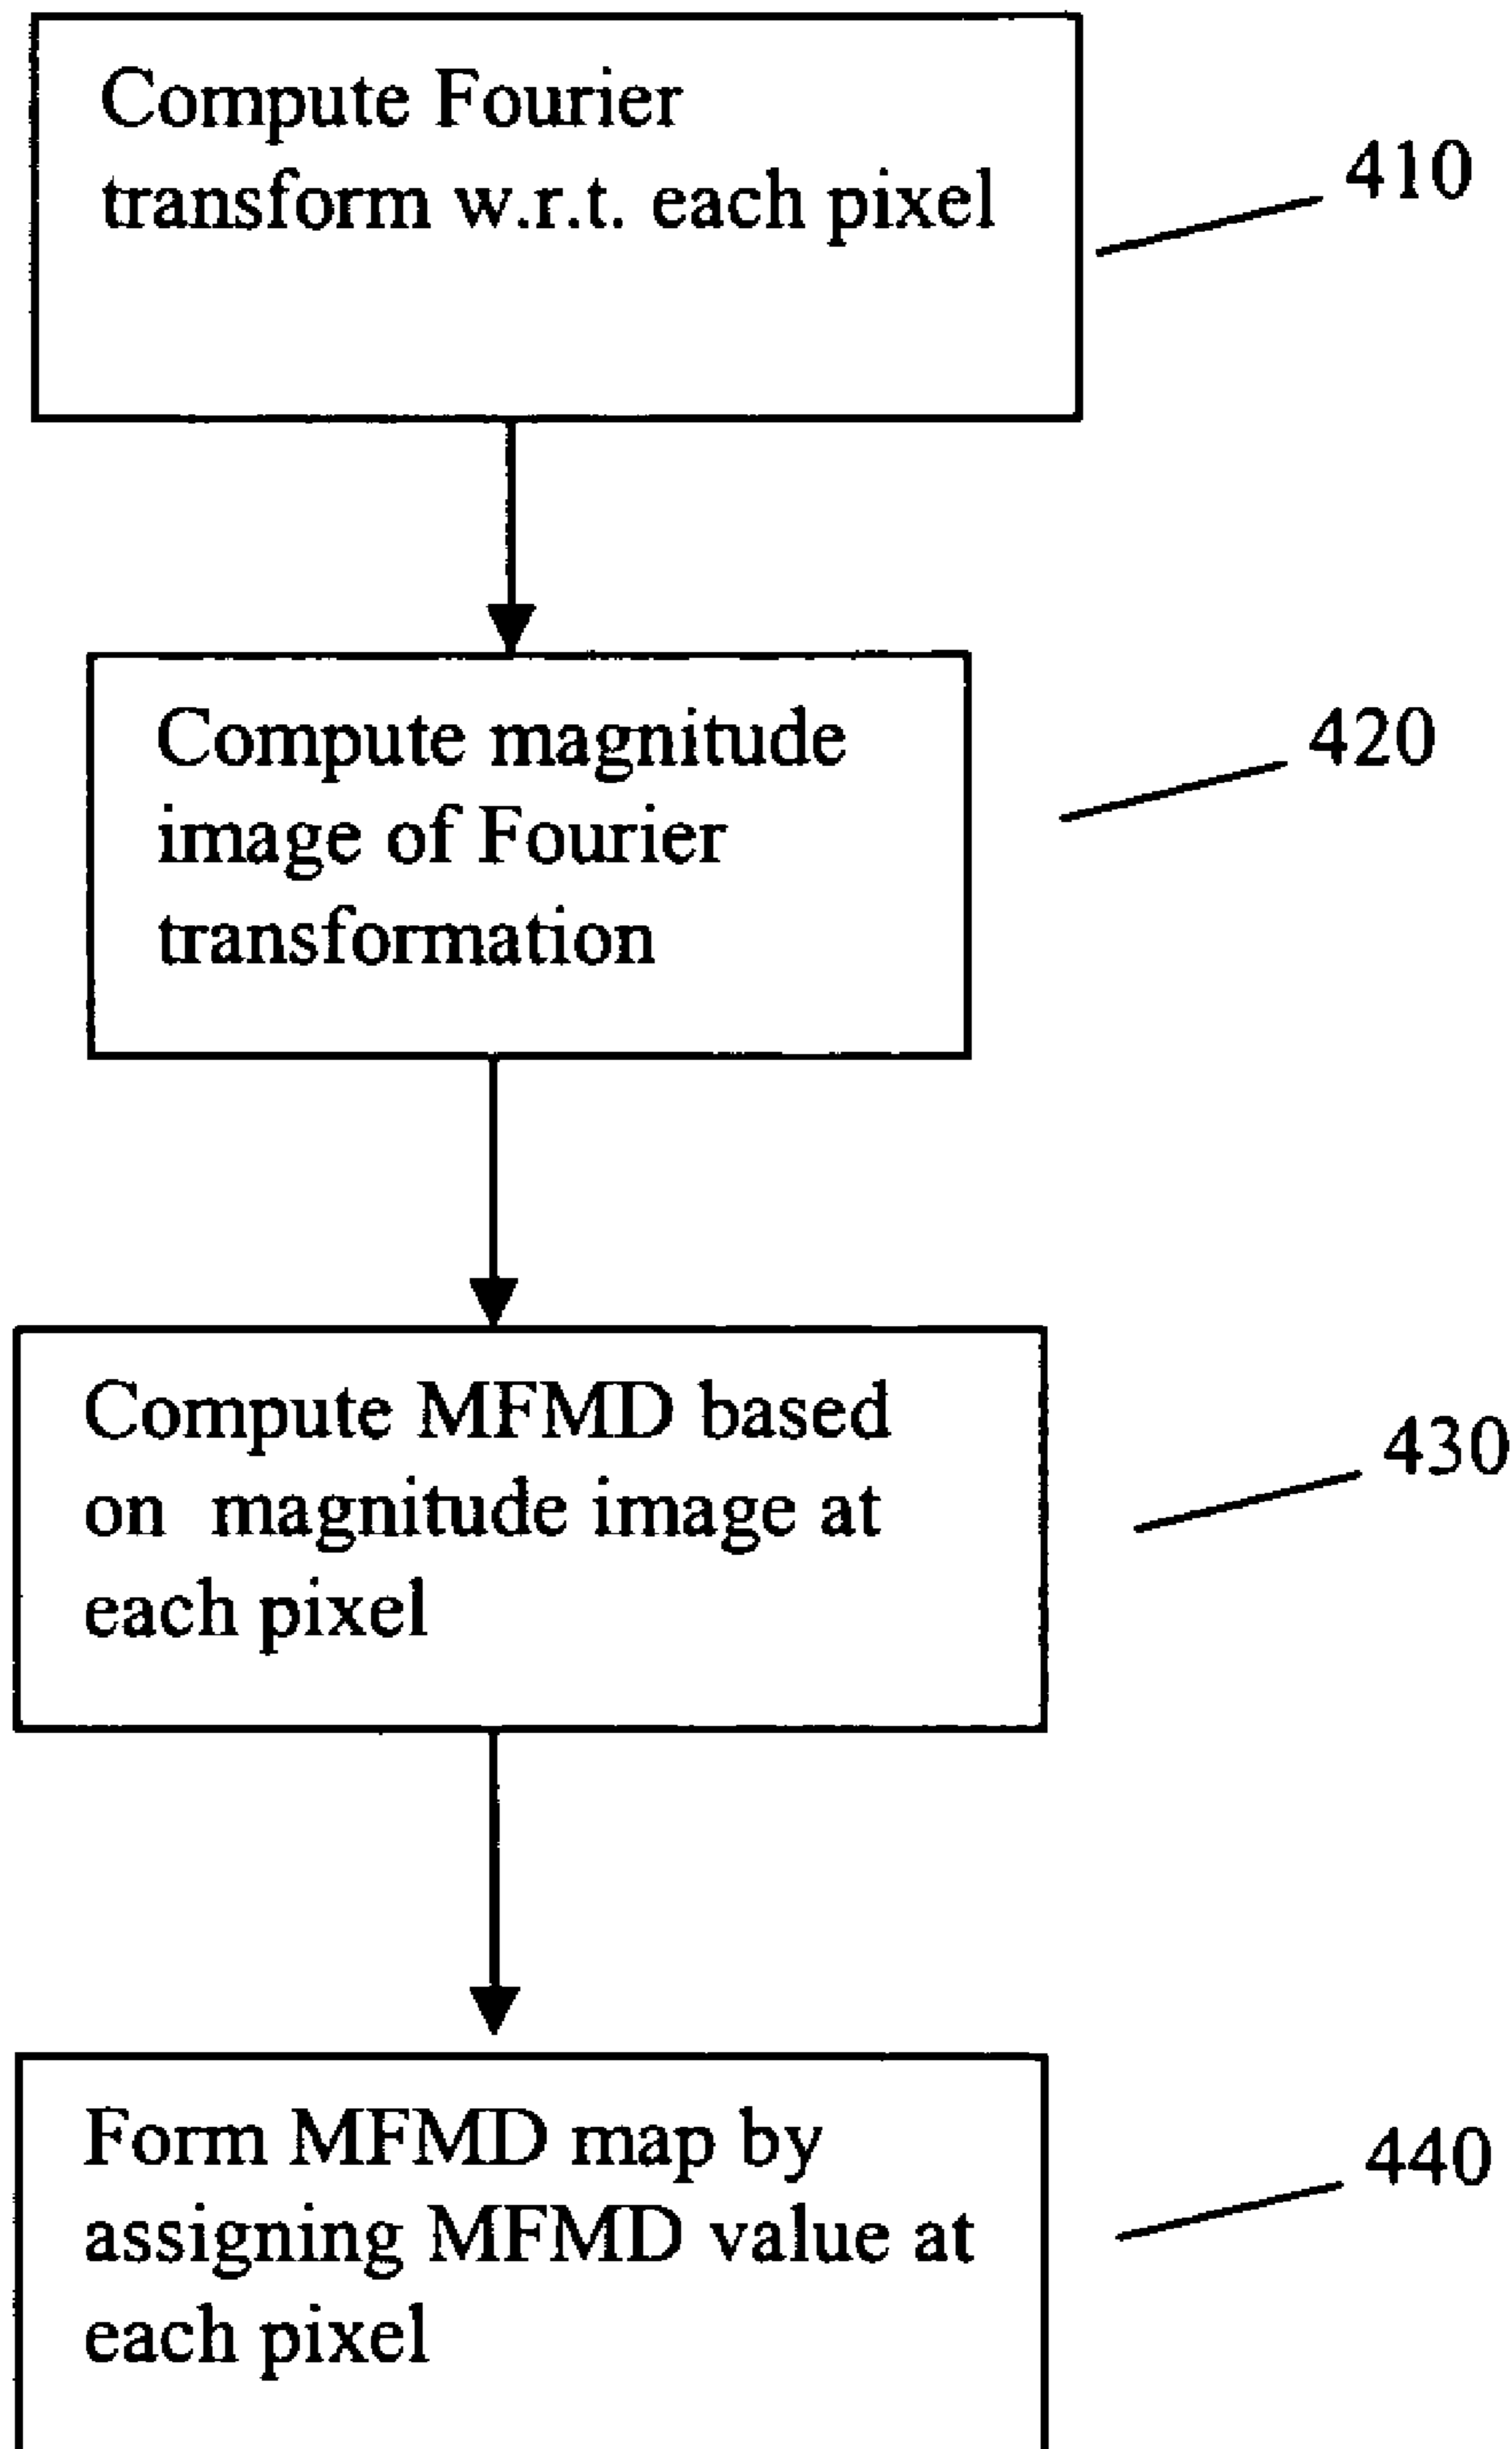 Compute Fourier
transform w.r.t. each pixel
410
Compute magnitude
image of Fourier
transformation
420
Compute MFMD based
on magnitude image at
each pixel
430
Form MFMD map by
assigning MFMD value at
each pixel
440